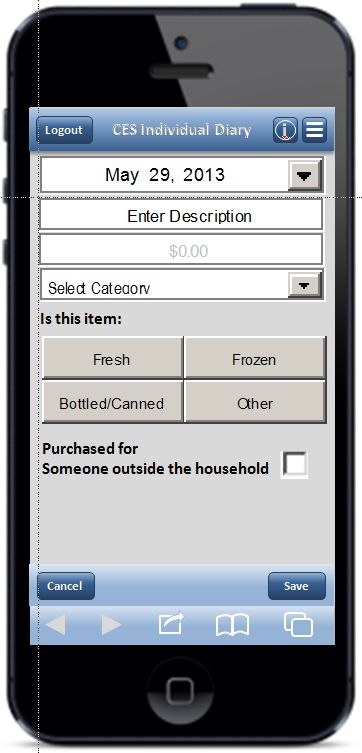 Logout CES Individual Diary
May 29, 2013
Enter Description
$0.00
Select Category
Is this item:
Fresh Frozen
Bottled/Canned Other
Purchased for
Someone outside the household
Cancel Save